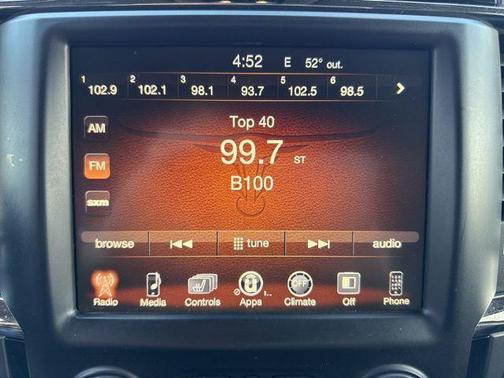 4:52 E 52° out.
1 102.9 2 102.1 3 98.1 4 93.7 5 102.5 6 98.5
AM
Top 40
FM
99.7 ST
B100
sxm
browse tune audio
Radio Media Controls Apps Climate OFF Off Phone